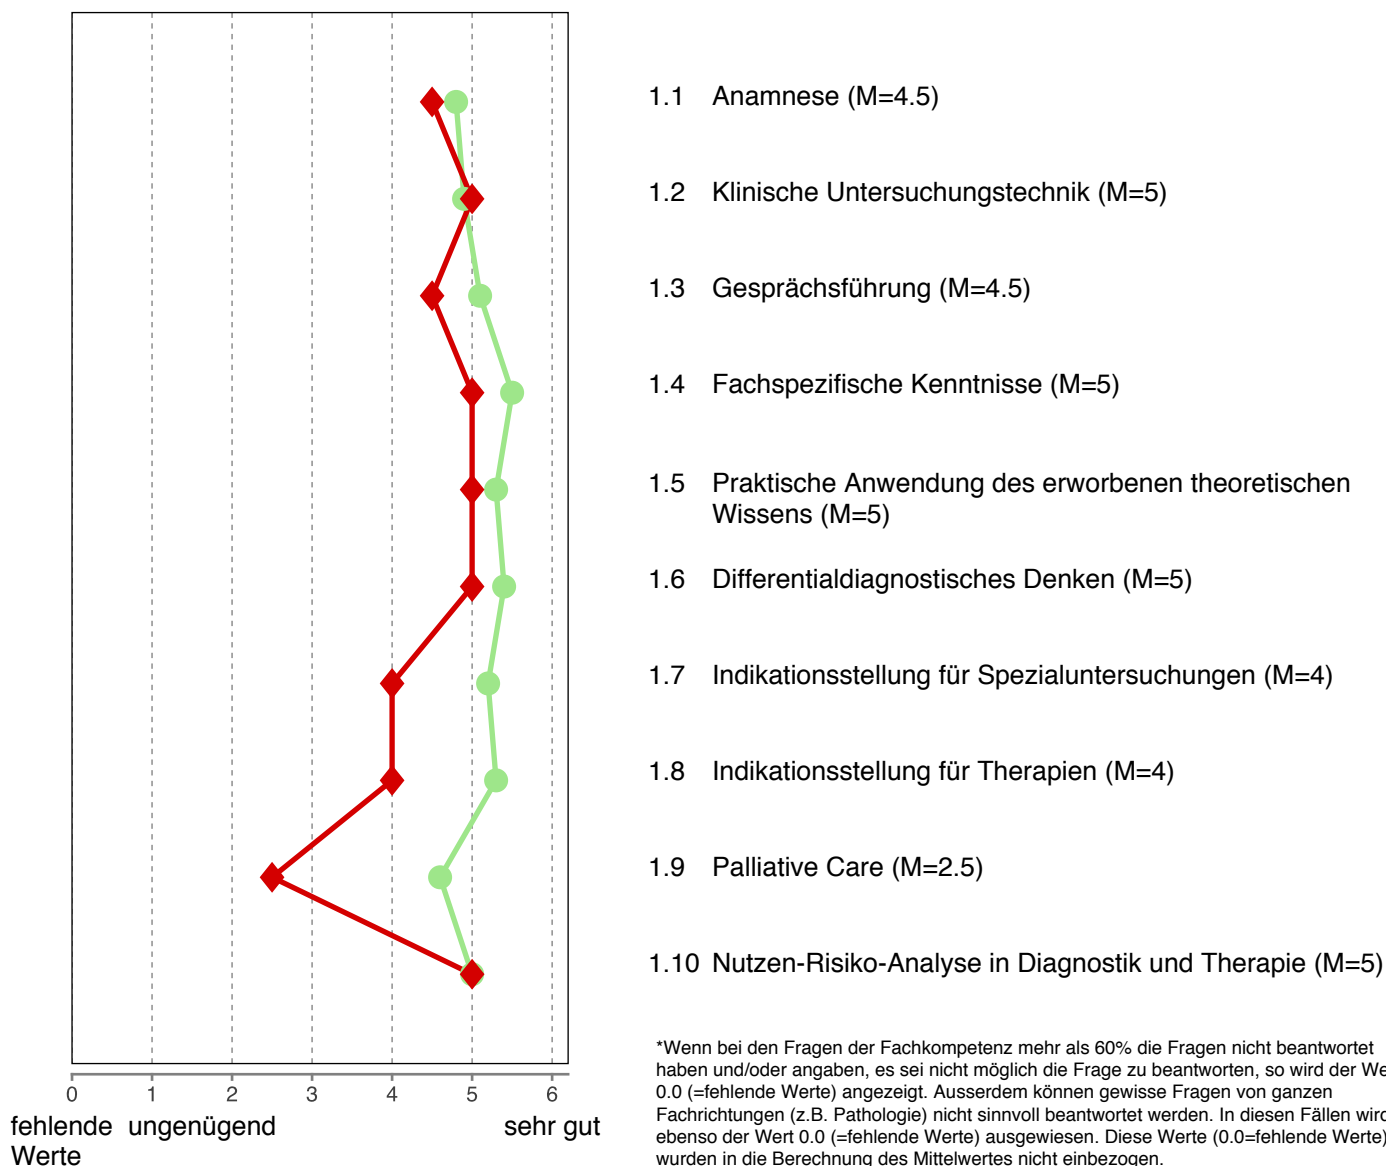 1.1 Anamnese (M=4.5)
1.2 Klinische Untersuchungstechnik (M=5)
1.3 Gesprächsführung (M=4.5)
1.4 Fachspezifische Kenntnisse (M=5)
1.5 Praktische Anwendung des erworbenen theoretischen
Wissens (M=5)
1.6 Differentialdiagnostisches Denken (M=5)
1.7 Indikationsstellung für Spezialuntersuchungen (M=4)
1.8 Indikationsstellung für Therapien (M=4)
1.9 Palliative Care (M=2.5)
1.10 Nutzen-Risiko-Analyse in Diagnostik und Therapie (M=5)
0 1 2 3 4 5 6
fehlende Werte ungenügend sehr gut
*Wenn bei den Fragen der Fachkompetenz mehr als 60% die Fragen nicht beantwortet
haben und/oder angaben, es sei nicht möglich die Frage zu beantworten, so wird der We
0.0 (=fehlende Werte) angezeigt. Ausserdem können gewisse Fragen von ganzen
Fachrichtungen (z.B. Pathologie) nicht sinnvoll beantwortet werden. In diesen Fällen wird
ebenso der Wert 0.0 (=fehlende Werte) ausgewiesen. Diese Werte (0.0=fehlende Werte)
wurden in die Berechnung des Mittelwertes nicht einbezogen.